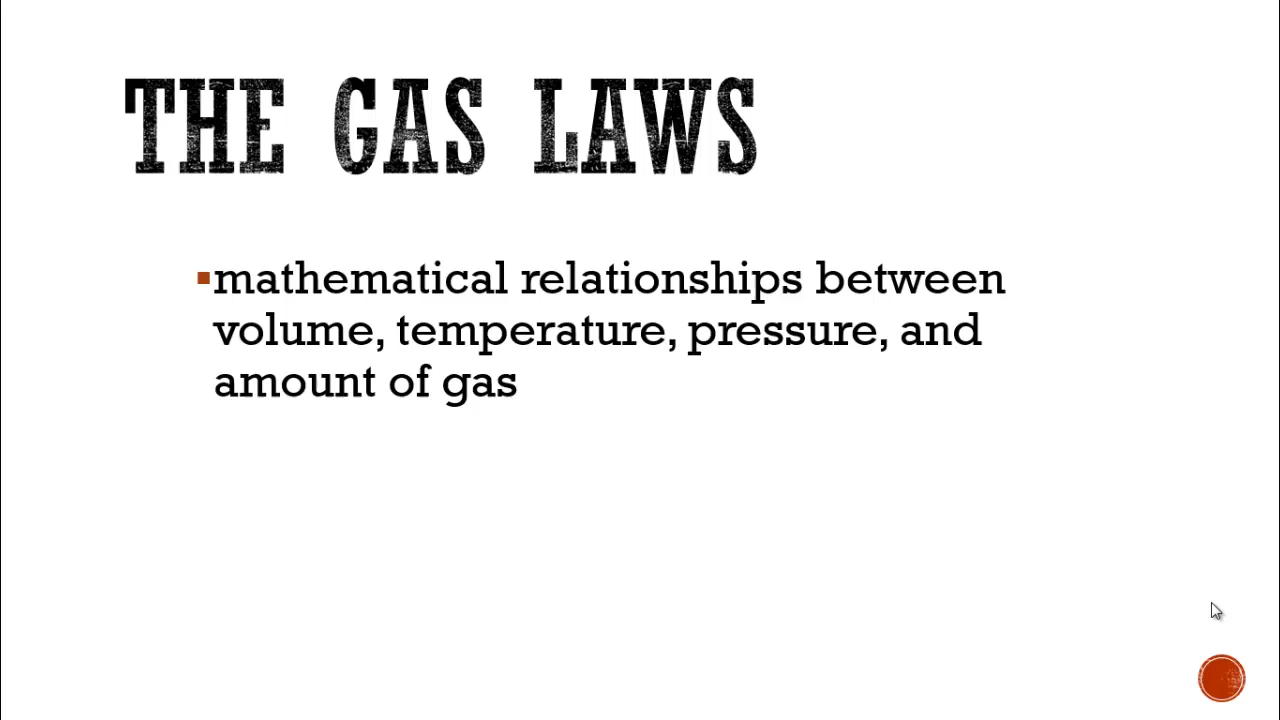 THE GAS LAWS
▪mathematical relationships between
volume, temperature, pressure, and
amount of gas